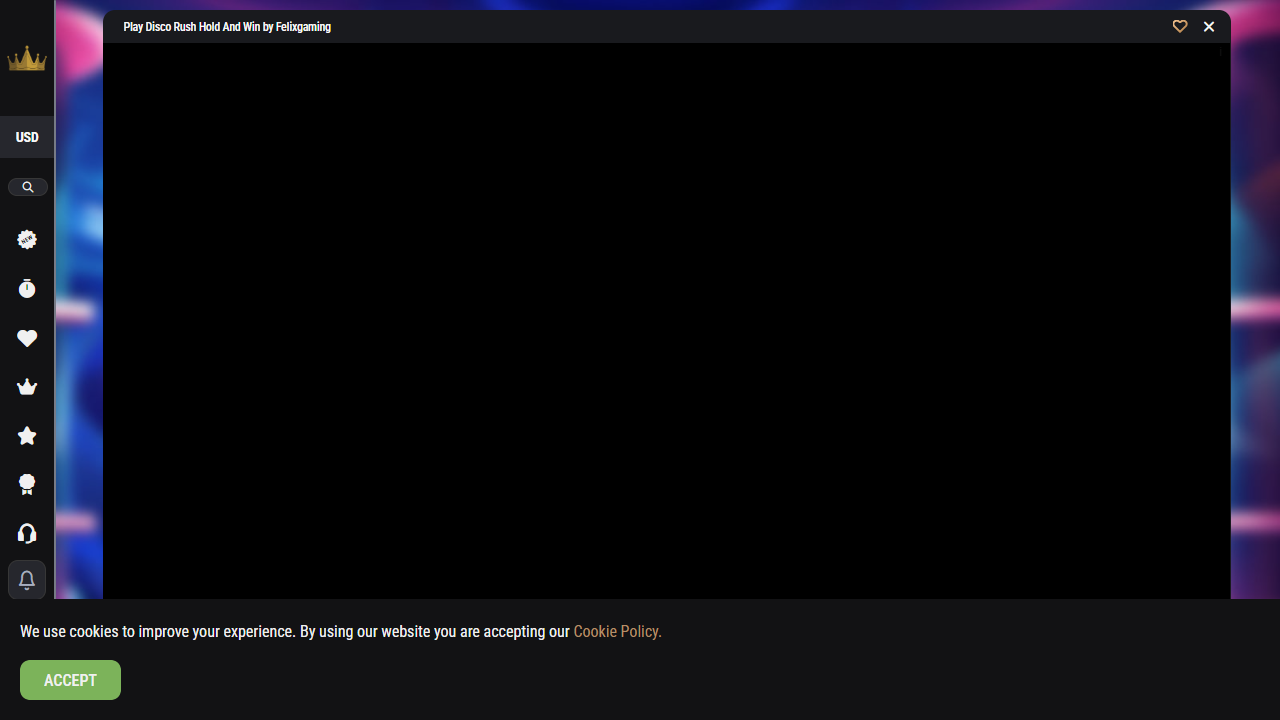 Play Disco Rush Hold And Win by Felixgaming
USD
NEW
We use cookies to improve your experience. By using our website you are accepting our Cookie Policy.
ACCEPT